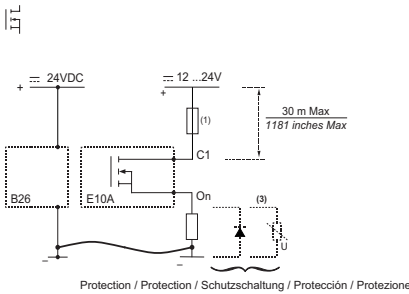 24VDC
12 ...24V
+
+
(1)
30 m Max
1181 inches Max
C1
B26
E10A
On
(3)
U
–
–
Protection / Protection / Schutzschaltung / Protección / Protezione